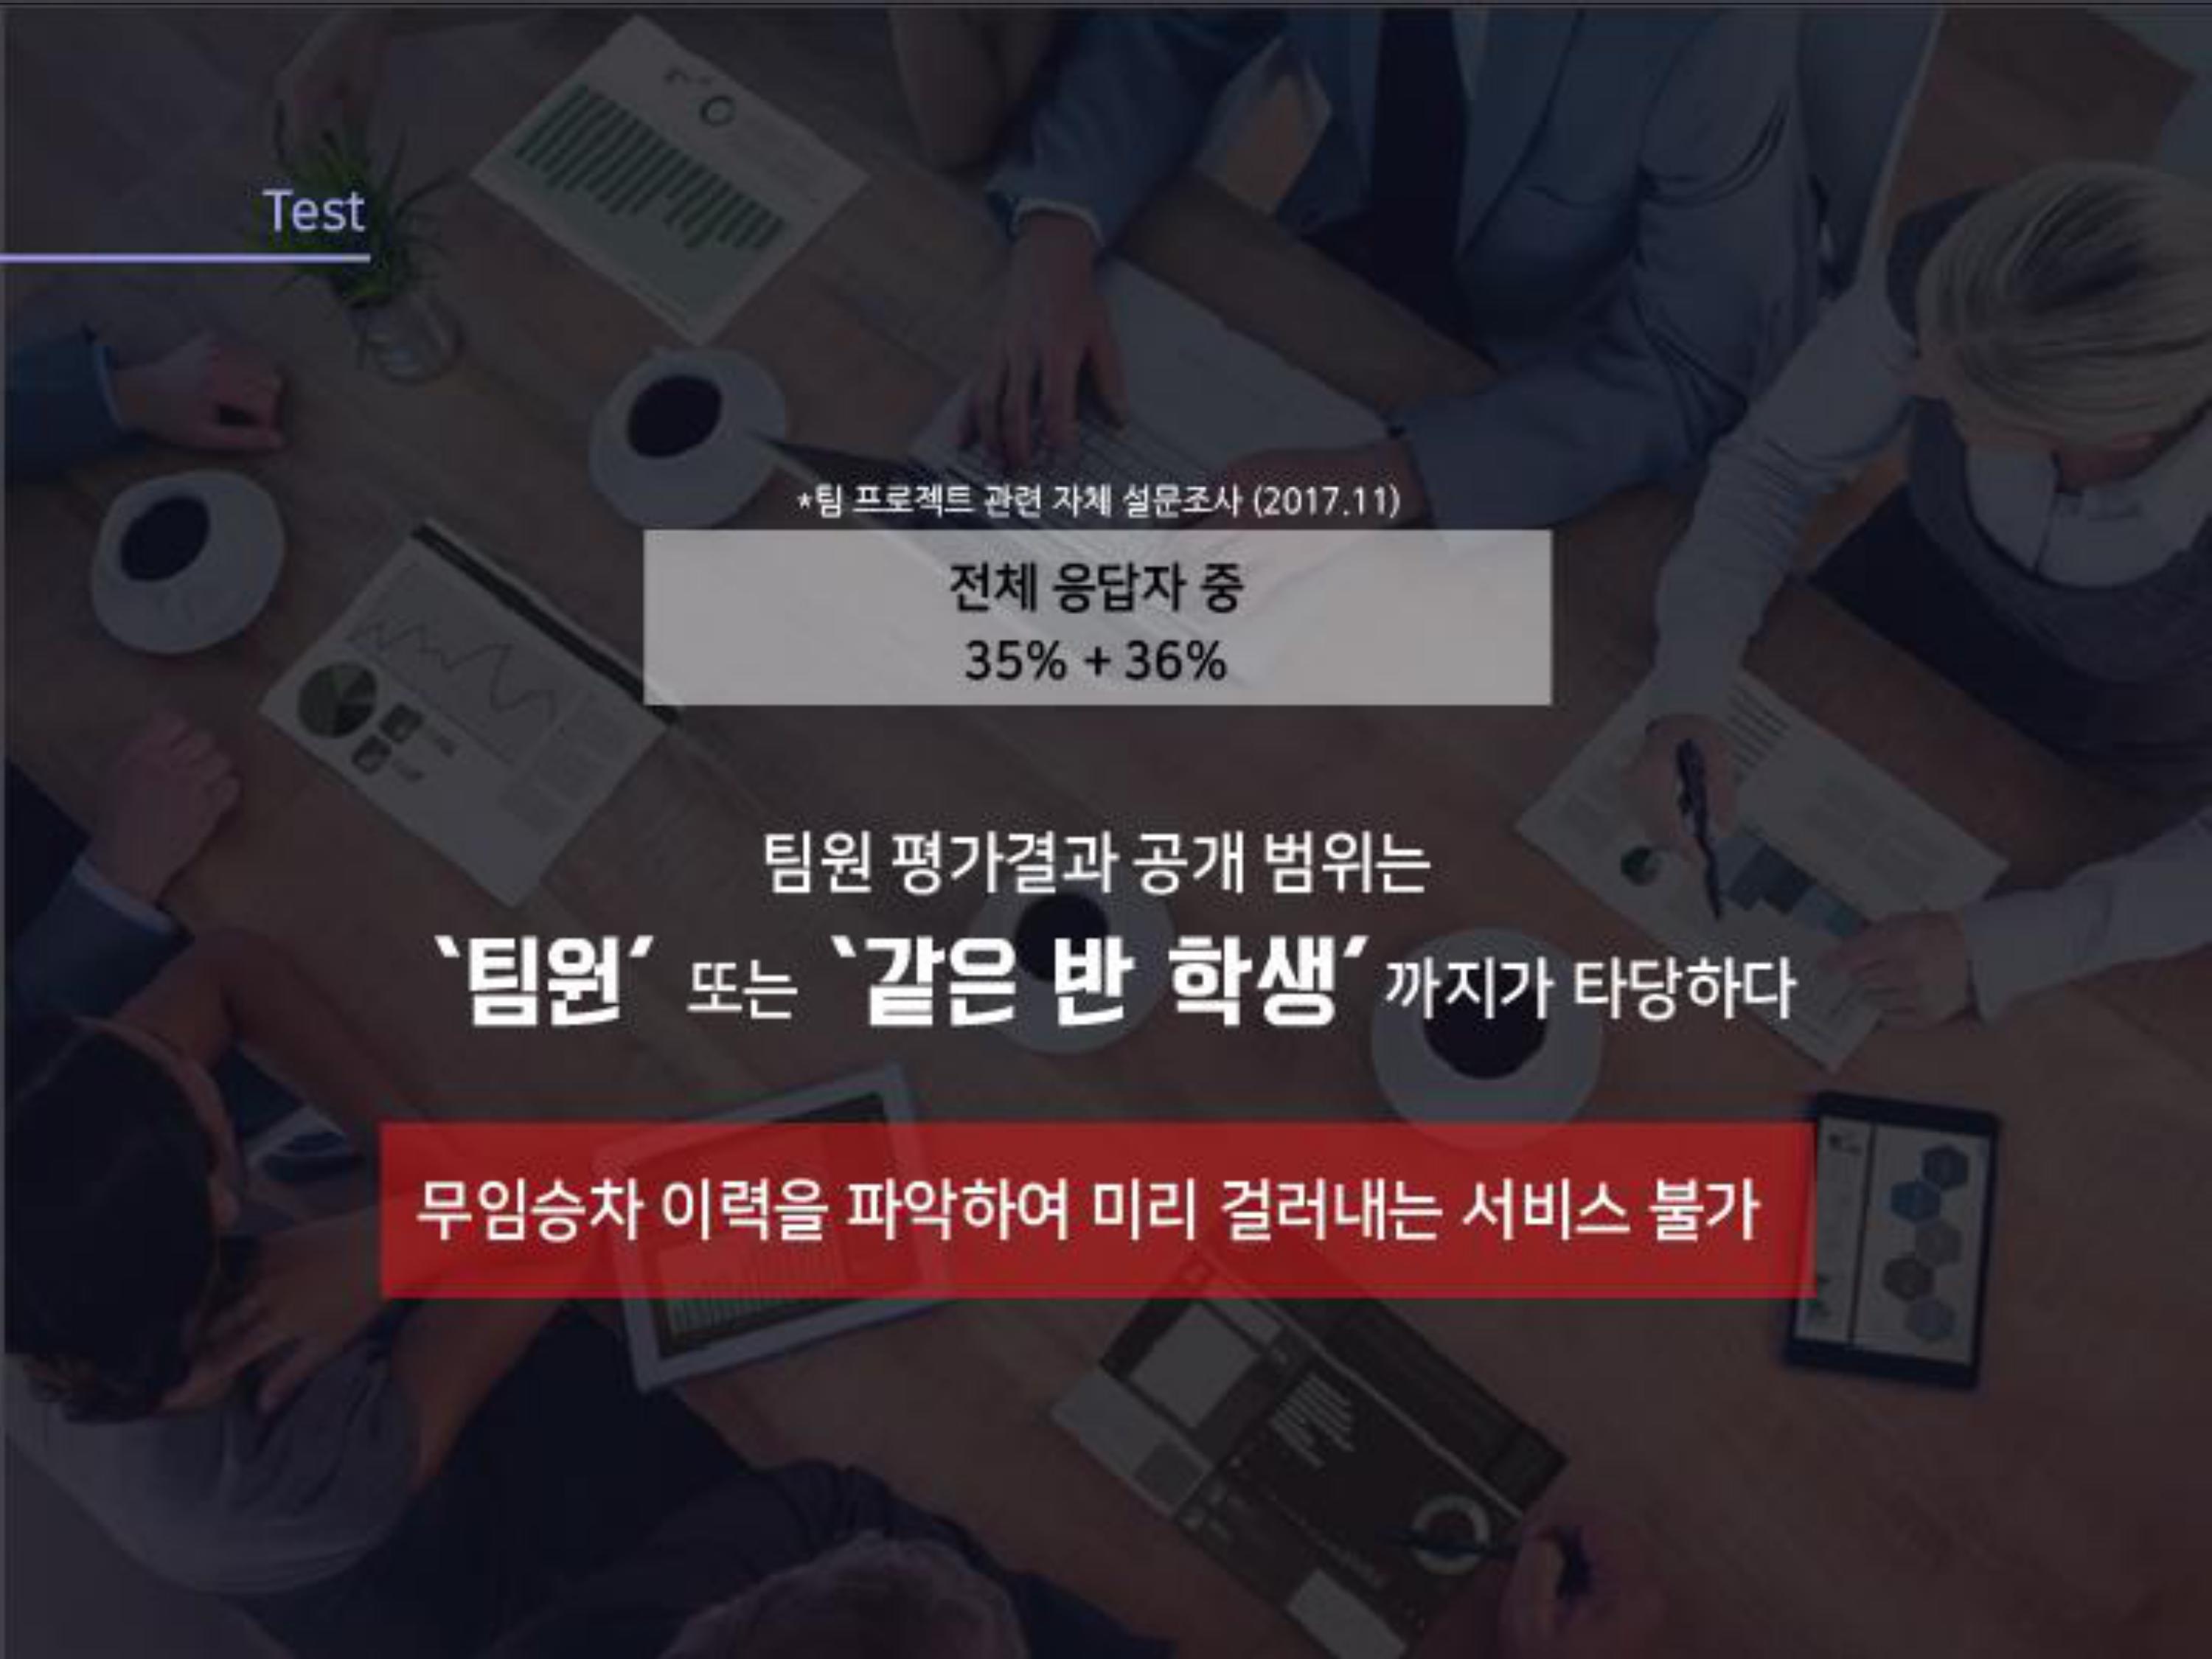 Test
*팀 프로젝트 관련 자체 설문조사 (2017.11)
전체 응답자 중
35% + 36%
팀원 평가결과 공개 범위는
‵팀원′ 또는 ‵같은 반 학생′ 까지가 타당하다
무임승차 이력을 파악하여 미리 걸러내는 서비스 불가